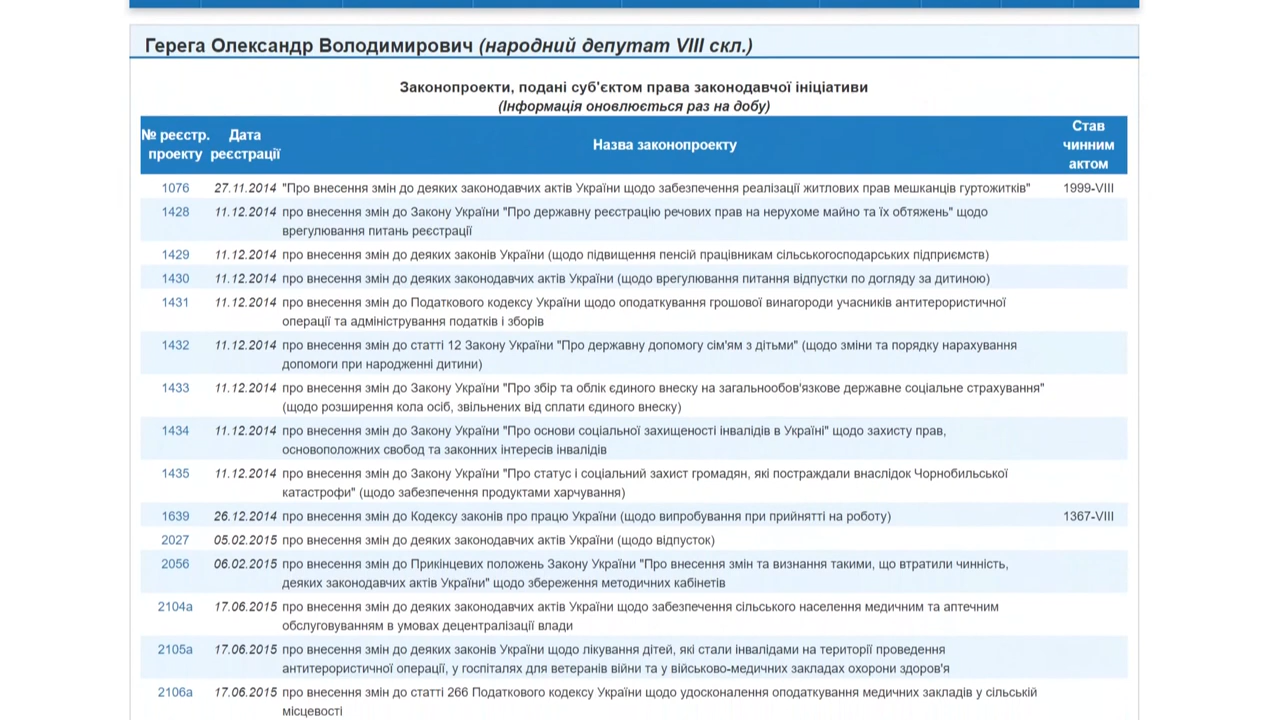 Герега Олександр Володимирович (народний депутат VIII скл.)
Законопроекти, подані суб'єктом права законодавчої ініціативи
(Інформація оновлюється раз на добу)
№ реєстр. проекту Дата реєстрації Назва законопроекту Став чинним актом
1076 27.11.2014 "Про внесення змін до деяких законодавчих актів України щодо забезпечення реалізації житлових прав мешканців гуртожитків" 1999-VIII
1428 11.12.2014 про внесення змін до Закону України "Про державну реєстрацію речових прав на нерухоме майно та їх обтяжень" щодо
врегулювання питань реєстрації
1429 11.12.2014 про внесення змін до деяких законів України (щодо підвищення пенсій працівникам сільськогосподарських підприємств)
1430 11.12.2014 про внесення змін до деяких законодавчих актів України (щодо врегулювання питання відпустки по догляду за дитиною)
1431 11.12.2014 про внесення змін до Податкового кодексу України щодо оподаткування грошової винагороди учасників антитерористичної
операції та адміністрування податків і зборів
1432 11.12.2014 про внесення змін до статті 12 Закону України "Про державну допомогу сім'ям з дітьми" (щодо зміни та порядку нарахування
допомоги при народженні дитини)
1433 11.12.2014 про внесення змін до Закону України "Про збір та облік єдиного внеску на загальнообов'язкове державне соціальне страхування"
(щодо розширення кола осіб, звільнених від сплати єдиного внеску)
1434 11.12.2014 про внесення змін до Закону України "Про основи соціальної захищеності інвалідів в Україні" щодо захисту прав,
основоположних свобод та законних інтересів інвалідів
1435 11.12.2014 про внесення змін до Закону України "Про статус і соціальний захист громадян, які постраждали внаслідок Чорнобильської
катастрофи" (щодо забезпечення продуктами харчування)
1639 26.12.2014 про внесення змін до Кодексу законів про працю України (щодо випробування при прийнятті на роботу) 1367-VIII
2027 05.02.2015 про внесення змін до деяких законодавчих актів України (щодо відпусток)
2056 06.02.2015 про внесення змін до Прикінцевих положень Закону України "Про внесення змін та визнання такими, що втратили чинність,
деяких законодавчих актів України" щодо збереження методичних кабінетів
2104а 17.06.2015 про внесення змін до деяких законодавчих актів України щодо забезпечення сільського населення медичним та аптечним
обслуговуванням в умовах децентралізації влади
2105а 17.06.2015 про внесення змін до деяких законів України щодо лікування дітей, які стали інвалідами на території проведення
антитерористичної операції, у госпіталях для ветеранів війни та у військово-медичних закладах охорони здоров'я
2106а 17.06.2015 про внесення змін до статті 266 Податкового кодексу України щодо удосконалення оподаткування медичних закладів у сільській
місцевості